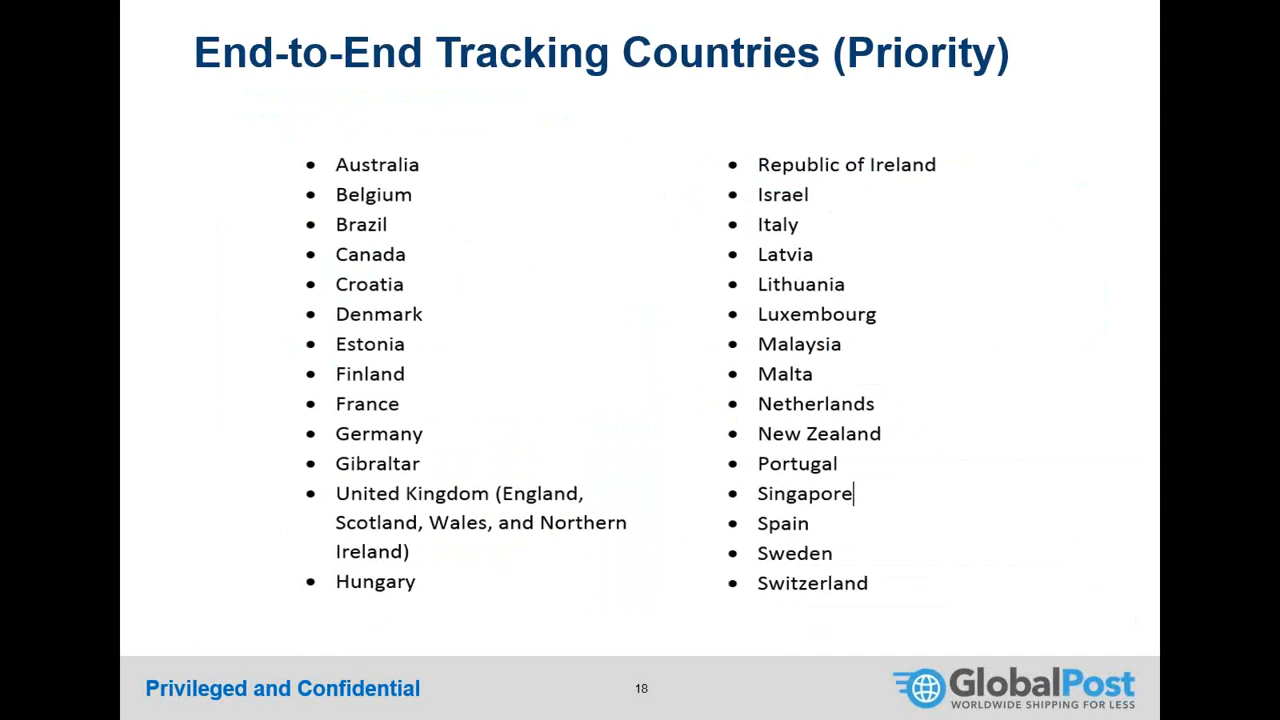 End-to-End Tracking Countries (Priority)
• Australia
• Belgium
• Brazil
• Canada
• Croatia
• Denmark
• Estonia
• Finland
• France
• Germany
• Gibraltar
• United Kingdom (England,
Scotland, Wales, and Northern
Ireland)
• Hungary
• Republic of Ireland
• Israel
• Italy
• Latvia
• Lithuania
• Luxembourg
• Malaysia
• Malta
• Netherlands
• New Zealand
• Portugal
• Singapore
• Spain
• Sweden
• Switzerland
Privileged and Confidential
18
GlobalPost
WORLDWIDE SHIPPING FOR LESS